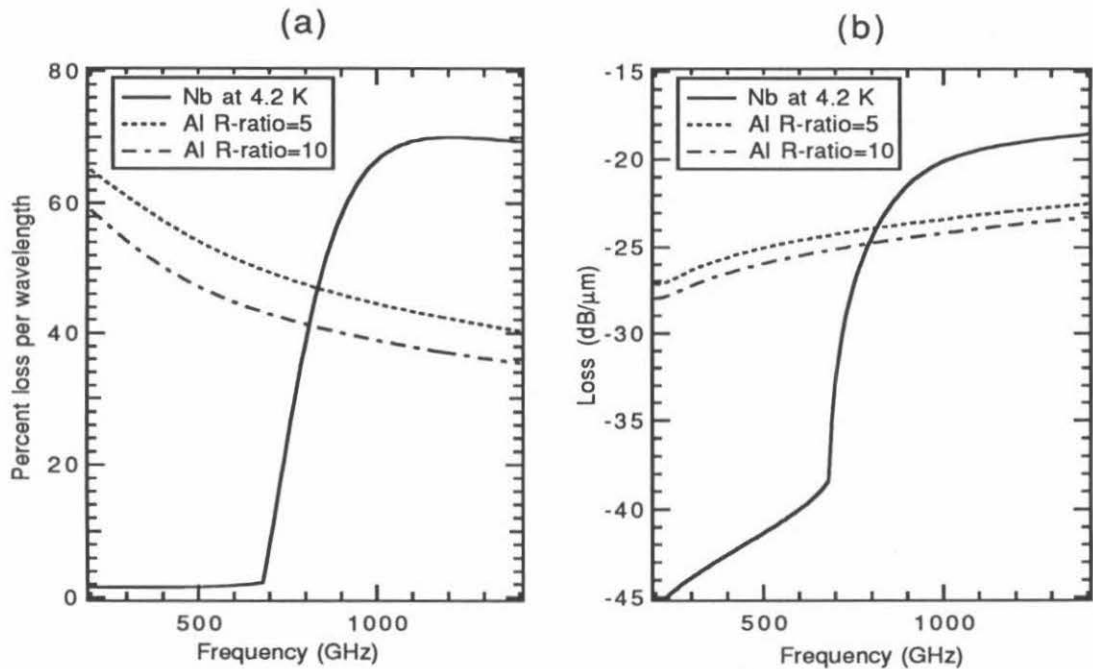 (a)
80
60
40
20
0
Percent loss per wavelength
Nb at 4.2 K
Al R-ratio=5
Al R-ratio=10
500
1000
Frequency (GHz)
(b)
-15
-20
-25
-30
-35
-40
-45
Loss (dB/μm)
Nb at 4.2 K
Al R-ratio=5
Al R-ratio=10
500
1000
Frequency (GHz)